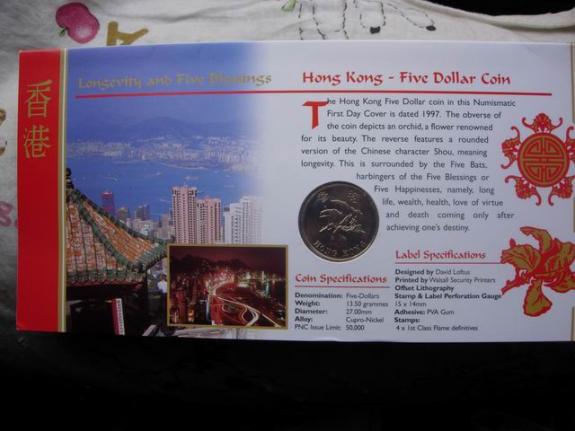 香港
Longevity and Five Blessings
Hong Kong - Five Dollar Coin
The Hong Kong Five Dollar coin in this Numismatic
First Day Cover is dated 1997. The obverse of
the coin depicts an orchid, a flower renowned
for its beauty. The reverse features a rounded
version of the Chinese character Shou, meaning
longevity. This is surrounded by the Five Bats,
harbingers of the Five Blessings or
Five Happinesses, namely, long
life, wealth, health, love of virtue
and death coming only after
achieving one's destiny.
HONG KONG
Coin Specifications
Denomination: Five-Dollars
Weight: 13.50 grammes
Diameter: 27.00mm
Alloy: Cupro-Nickel
PNC Issue Limit: 50,000
Label Specifications
Designed by David Loftus
Printed by Walsall Security Printers
Offset Lithography
Stamp & Label Perforation Gauge
15 x 14mm
Adhesive: PVA Gum
Stamps:
4 x 1st Class Flame definitives